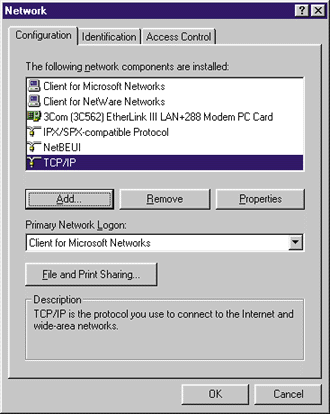 Network
Configuration Identification Access Control
The following network components are installed:
Client for Microsoft Networks
Client for NetWare Networks
3Com (3C562) EtherLink III LAN+288 Modem PC Card
IPX/SPX-compatible Protocol
NetBEUI
TCP/IP
Add... Remove Properties
Primary Network Logon:
Client for Microsoft Networks
File and Print Sharing...
Description
TCP/IP is the protocol you use to connect to the Internet and
wide-area networks.
OK Cancel